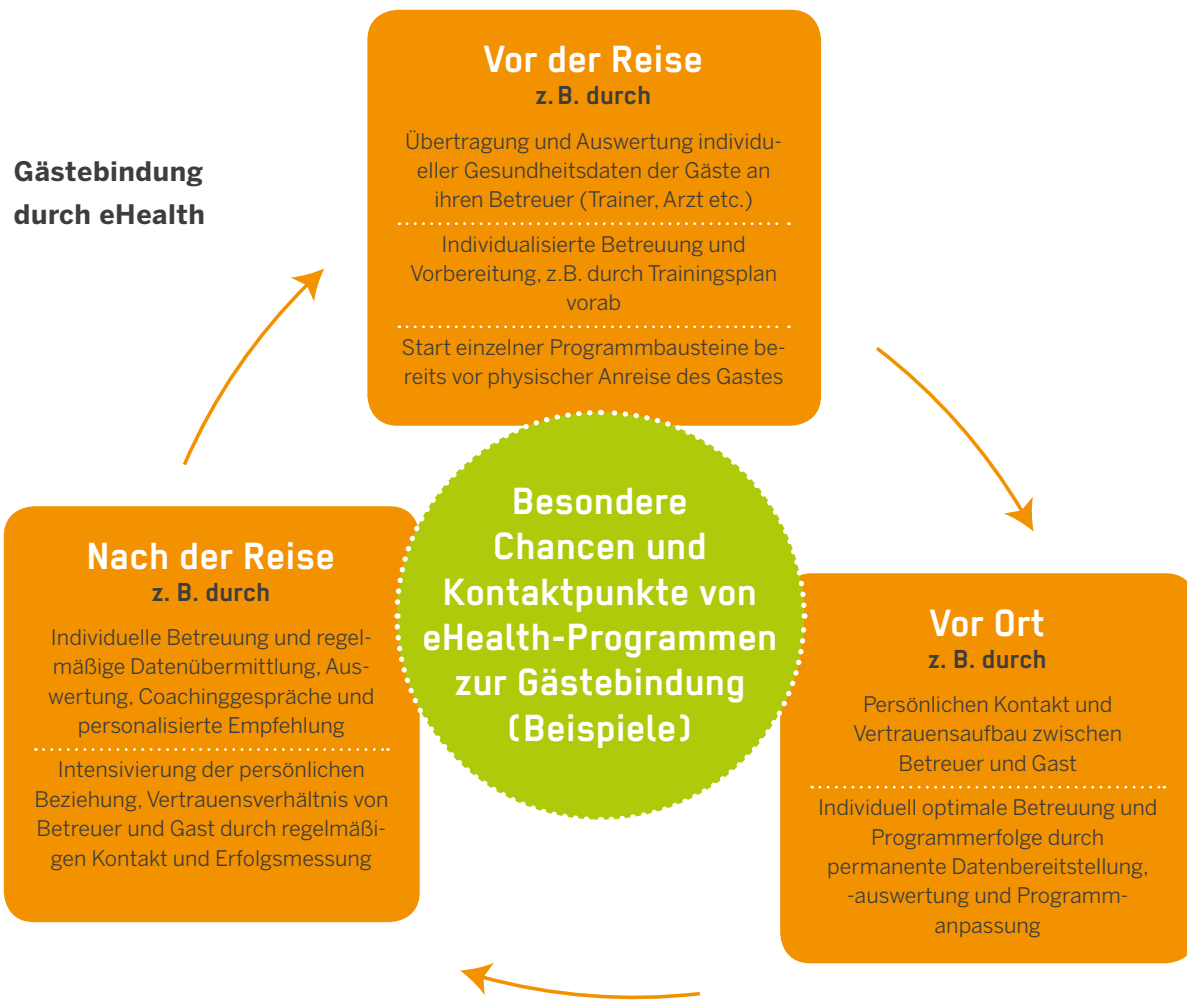 Gästebindung
durch eHealth
Vor der Reise
z. B. durch
Übertragung und Auswertung individu-
eller Gesundheitsdaten der Gäste an
ihren Betreuer (Trainer, Arzt etc.)
Individualisierte Betreuung und
Vorbereitung, z.B. durch Trainingsplan
vorab
Start einzelner Programmbausteine be-
reits vor physischer Anreise des Gastes
Besondere
Chancen und
Kontaktpunkte von
eHealth-Programmen
zur Gästebindung
(Beispiele)
Vor Ort
z. B. durch
Persönlichen Kontakt und
Vertrauensaufbau zwischen
Betreuer und Gast
Individuell optimale Betreuung und
Programmerfolge durch
permanente Datenbereitstellung,
-auswertung und Programm-
anpassung
Nach der Reise
z. B. durch
Individuelle Betreuung und regel-
mäßige Datenübermittlung, Aus-
wertung, Coachinggespräche und
personalisierte Empfehlung
Intensivierung der persönlichen
Beziehung, Vertrauensverhältnis von
Betreuer und Gast durch regelmäßi-
gen Kontakt und Erfolgsmessung